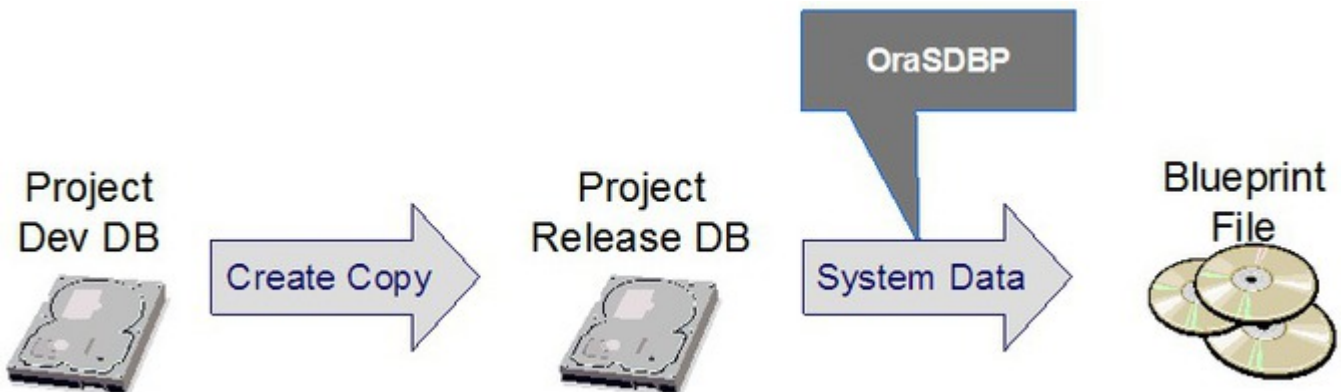 OraSDBP
Project
Dev DB
Create Copy
Project
Release DB
System Data
Blueprint
File